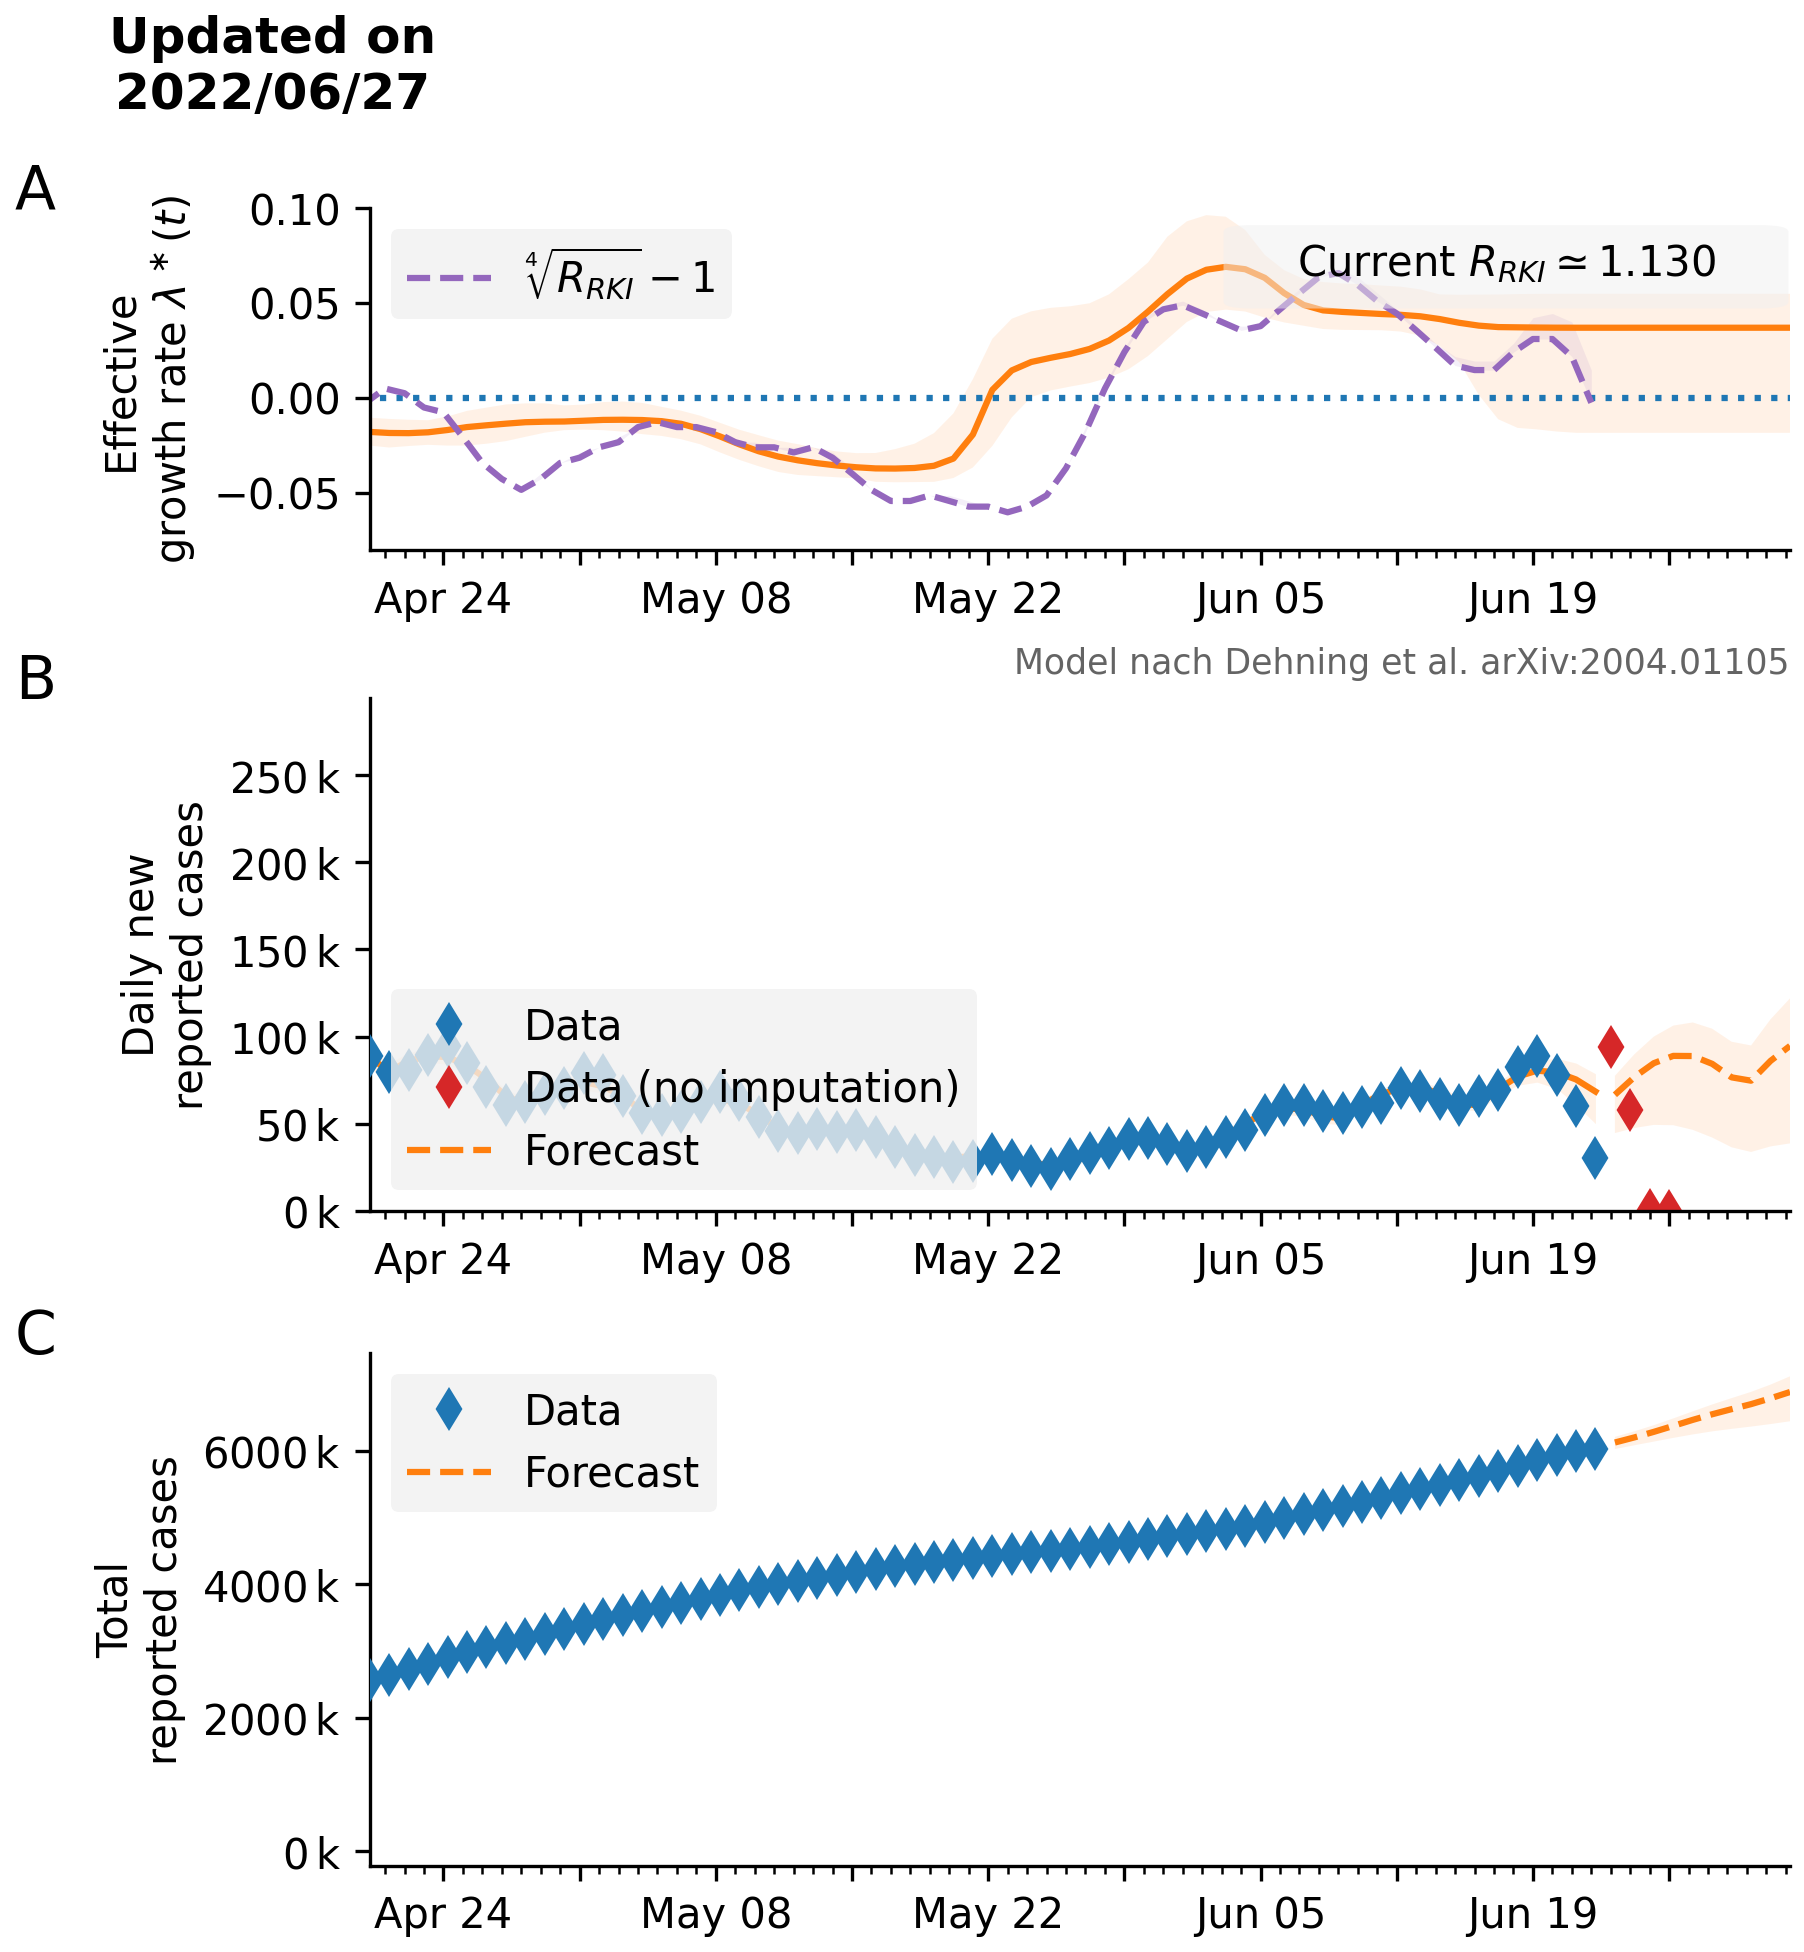 Updated on
2022/06/27
A
Effective
growth rate λ * (t)
0.10
0.05
0.00
−0.05
∜R_RKI − 1
Current R_RKI ≃ 1.130
Apr 24
May 08
May 22
Jun 05
Jun 19
Model nach Dehning et al. arXiv:2004.01105
B
Daily new
reported cases
250 k
200 k
150 k
100 k
50 k
0 k
Data
Data (no imputation)
Forecast
Apr 24
May 08
May 22
Jun 05
Jun 19
C
Total
reported cases
6000 k
4000 k
2000 k
0 k
Data
Forecast
Apr 24
May 08
May 22
Jun 05
Jun 19